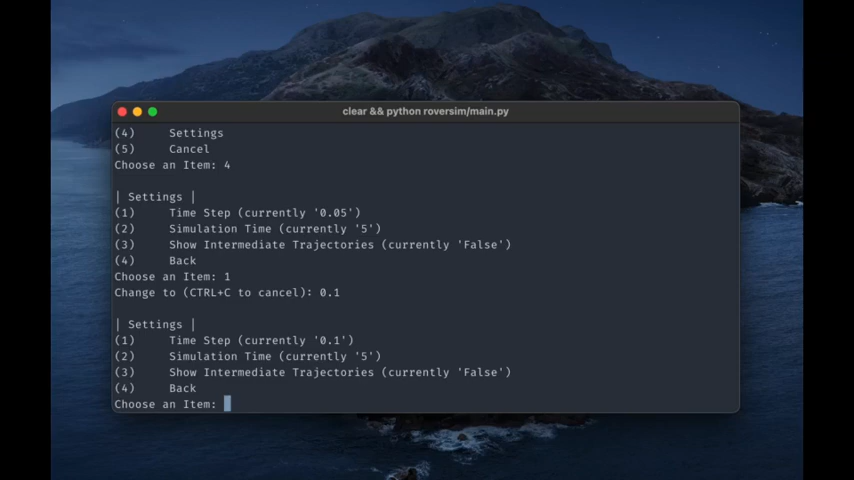 clear && python roversim/main.py
(4) Settings
(5) Cancel
Choose an Item: 4
| Settings |
(1) Time Step (currently '0.05')
(2) Simulation Time (currently '5')
(3) Show Intermediate Trajectories (currently 'False')
(4) Back
Choose an Item: 1
Change to (CTRL+C to cancel): 0.1
| Settings |
(1) Time Step (currently '0.1')
(2) Simulation Time (currently '5')
(3) Show Intermediate Trajectories (currently 'False')
(4) Back
Choose an Item: